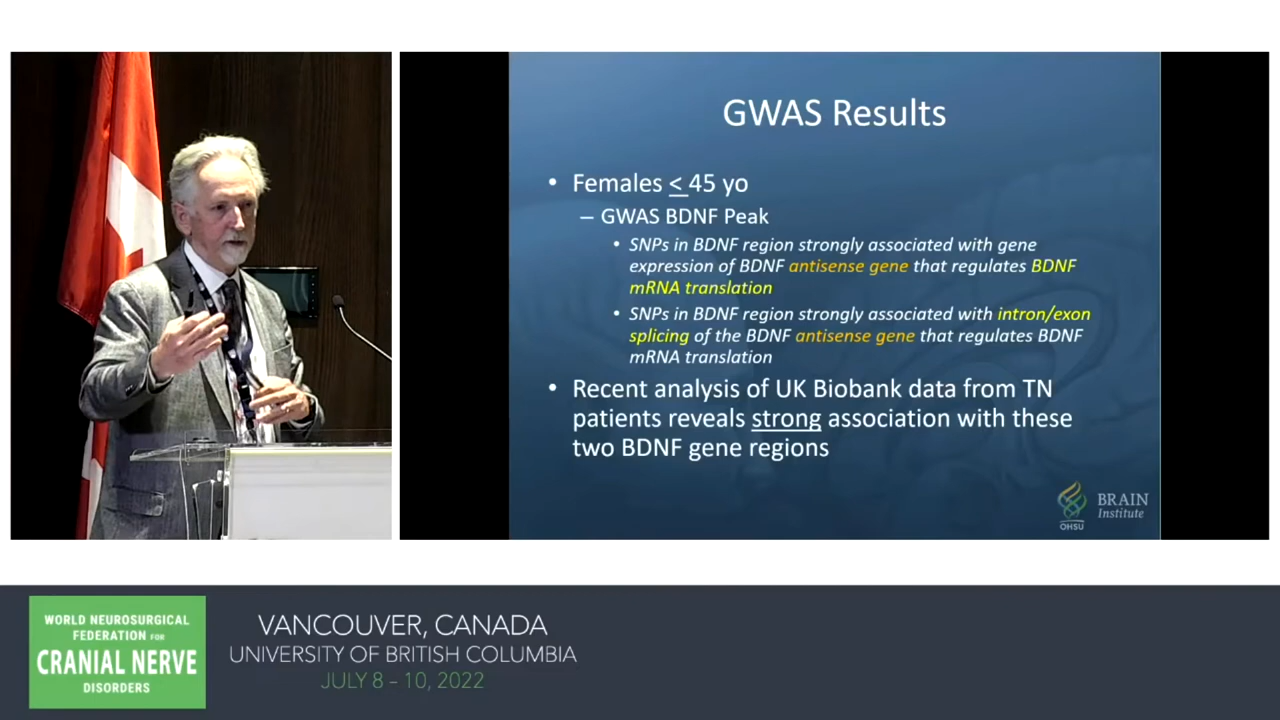 GWAS Results
• Females < 45 yo
– GWAS BDNF Peak
• SNPs in BDNF region strongly associated with gene
expression of BDNF antisense gene that regulates BDNF
mRNA translation
• SNPs in BDNF region strongly associated with intron/exon
splicing of the BDNF antisense gene that regulates BDNF
mRNA translation
• Recent analysis of UK Biobank data from TN
patients reveals strong association with these
two BDNF gene regions
OHSU
BRAIN
Institute
WORLD NEUROSURGICAL
FEDERATION FOR
CRANIAL NERVE
DISORDERS
VANCOUVER, CANADA
UNIVERSITY OF BRITISH COLUMBIA
JULY 8 – 10, 2022